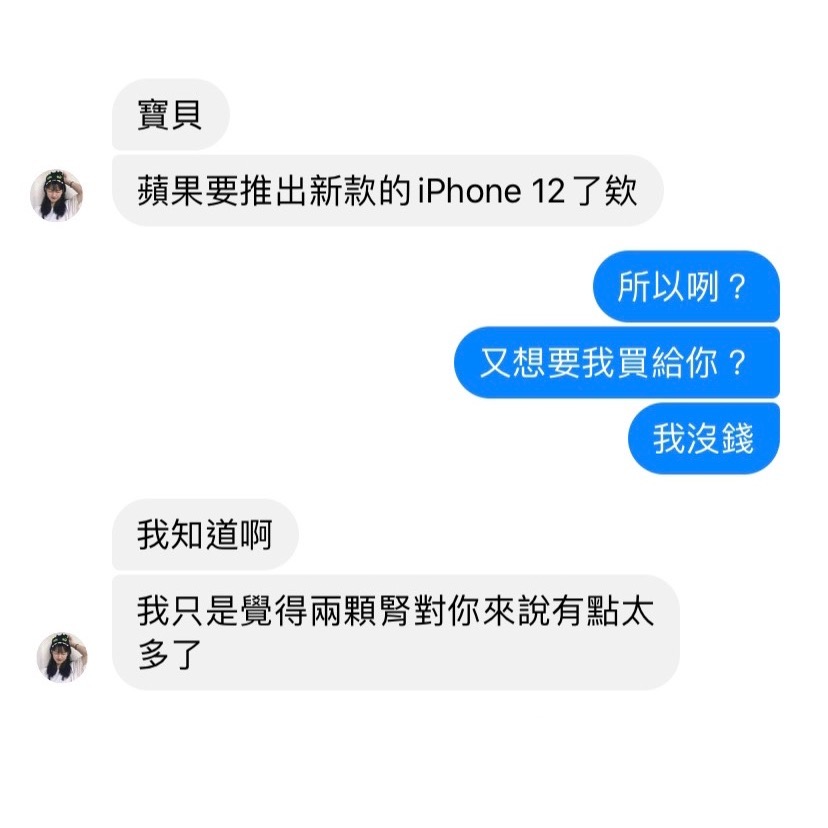 寶貝
蘋果要推出新款的iPhone 12了欸
所以咧？
又想要我買給你？
我沒錢
我知道啊
我只是覺得兩顆腎對你來說有點太
多了